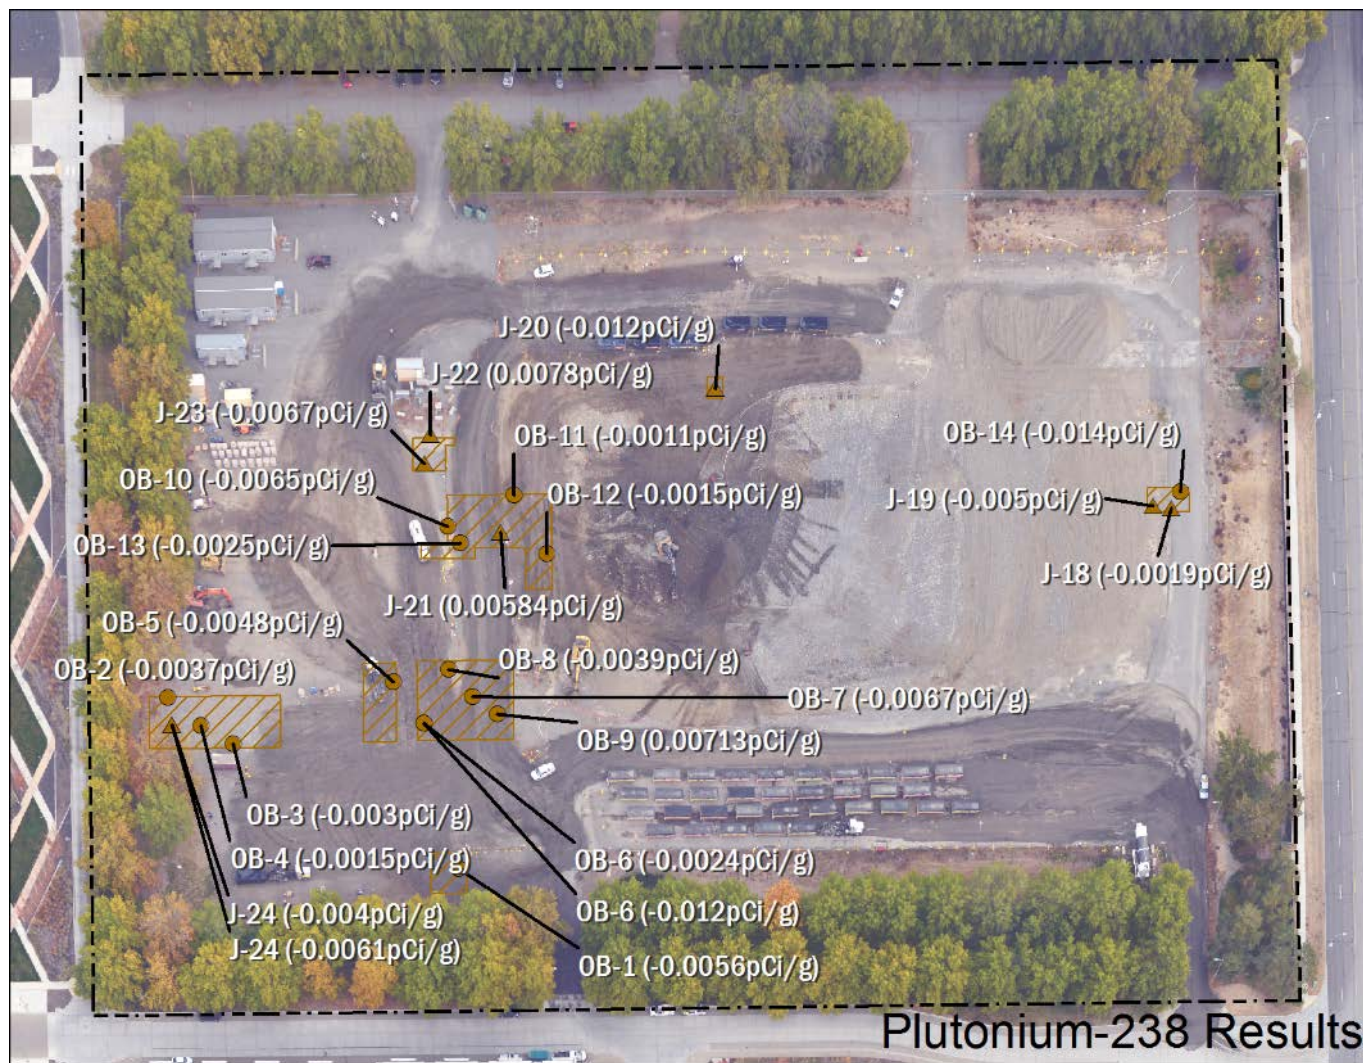 J-20 (-0.012pCi/g)
J-22 (0.0078pCi/g)
J-23 (-0.0067pCi/g)
OB-11 (-0.0011pCi/g)
OB-14 (-0.014pCi/g)
OB-10 (-0.0065pCi/g)
OB-12 (-0.0015pCi/g)
J-19 (-0.005pCi/g)
OB-13 (-0.0025pCi/g)
J-18 (-0.0019pCi/g)
J-21 (0.00584pCi/g)
OB-5 (-0.0048pCi/g)
OB-2 (-0.0037pCi/g)
OB-8 (-0.0039pCi/g)
OB-7 (-0.0067pCi/g)
OB-9 (0.00713pCi/g)
OB-3 (-0.003pCi/g)
OB-4 (-0.0015pCi/g)
OB-6 (-0.0024pCi/g)
J-24 (-0.004pCi/g)
OB-6 (-0.012pCi/g)
J-24 (-0.0061pCi/g)
OB-1 (-0.0056pCi/g)
Plutonium-238 Results